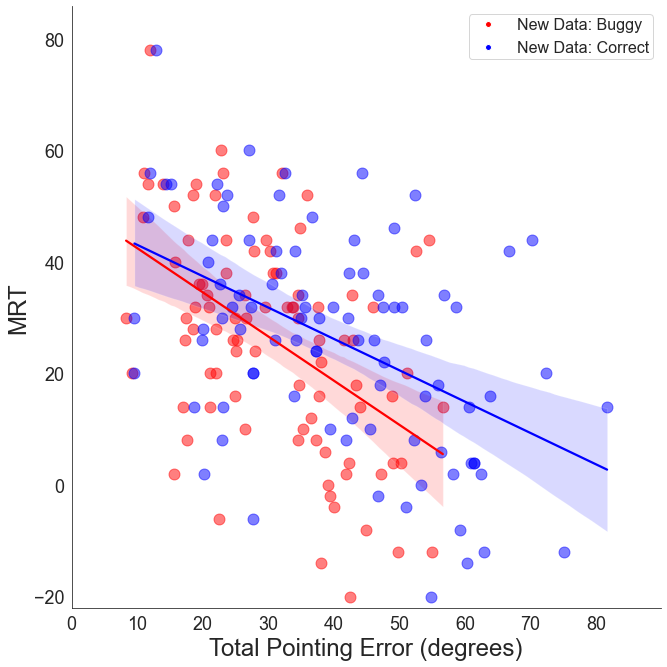 New Data: Buggy
New Data: Correct
80
60
40
20
0
−20
MRT
0 10 20 30 40 50 60 70 80
Total Pointing Error (degrees)